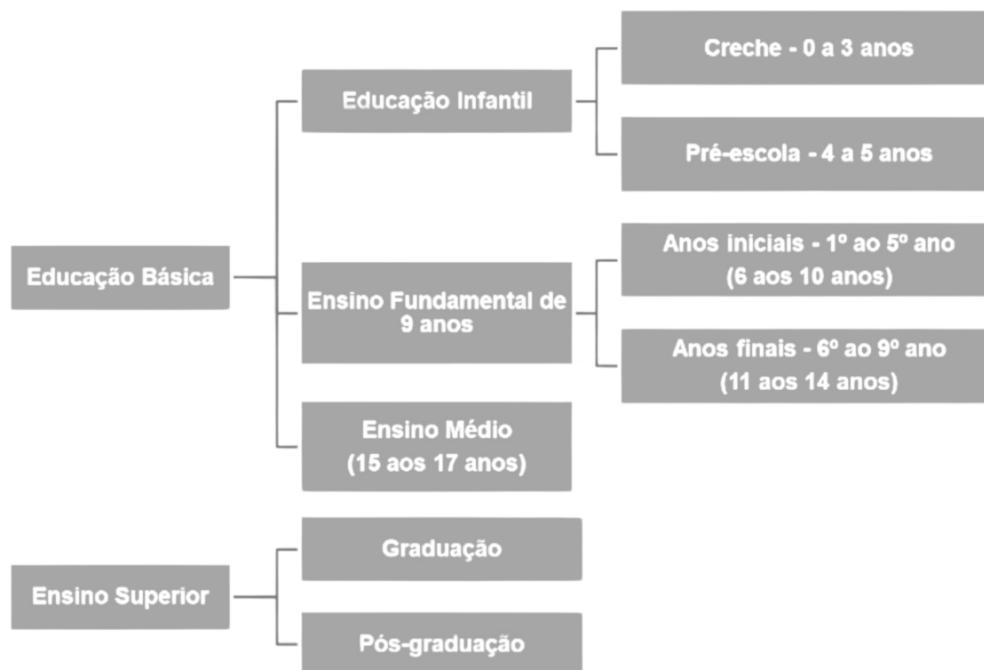 Educação Básica
Educação Infantil
Creche - 0 a 3 anos
Pré-escola - 4 a 5 anos
Ensino Fundamental de
9 anos
Anos iniciais - 1º ao 5º ano
(6 aos 10 anos)
Anos finais - 6º ao 9º ano
(11 aos 14 anos)
Ensino Médio
(15 aos 17 anos)
Ensino Superior
Graduação
Pós-graduação